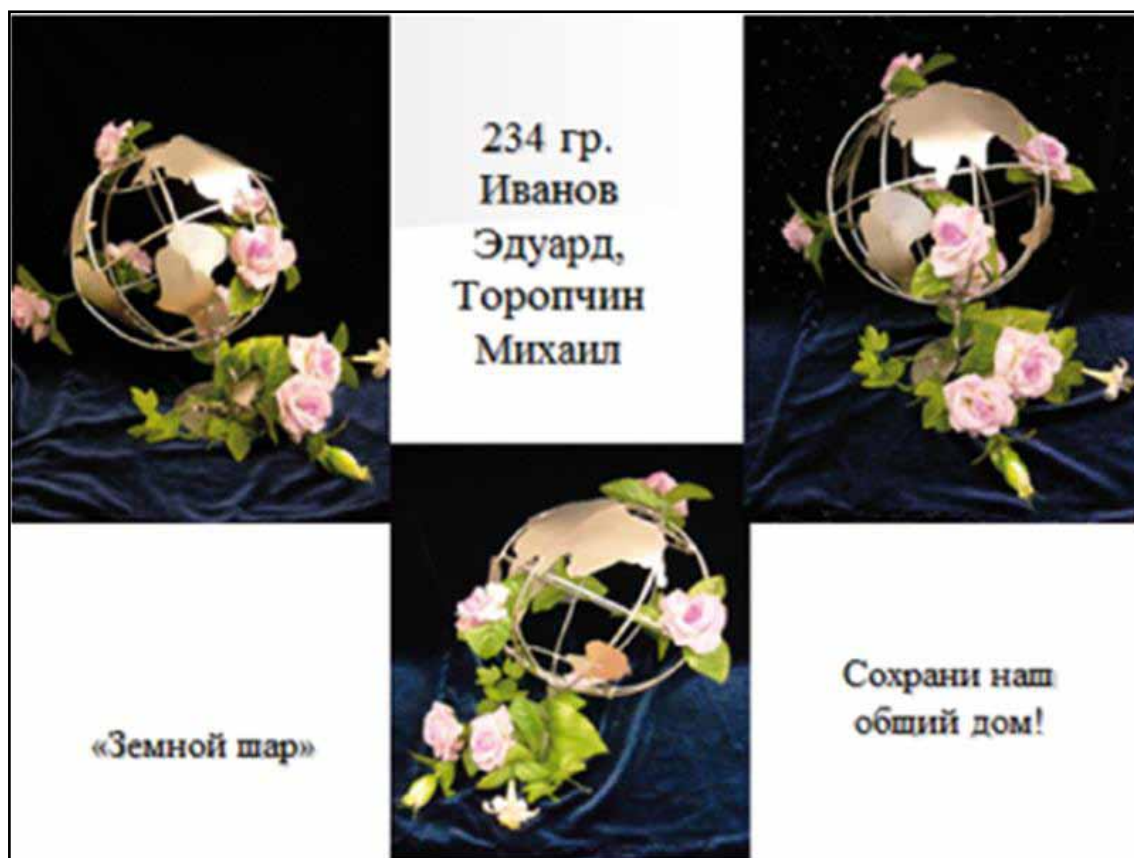 234 гр.
Иванов
Эдуард,
Торопчин
Михаил
«Земной шар»
Сохрани наш
общий дом!